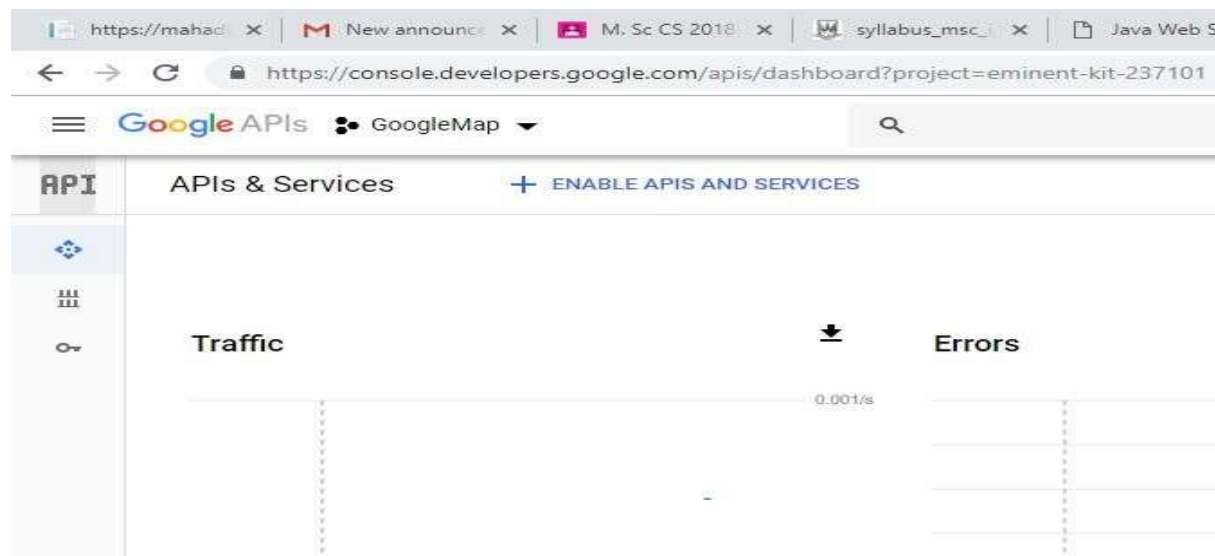 https://mahad New announce M. Sc CS 2018 syllabus_msc_ Java Web S
https://console.developers.google.com/apis/dashboard?project=eminent-kit-237101
Google APIs GoogleMap
API APIs & Services + ENABLE APIS AND SERVICES
Traffic Errors
0.001/s